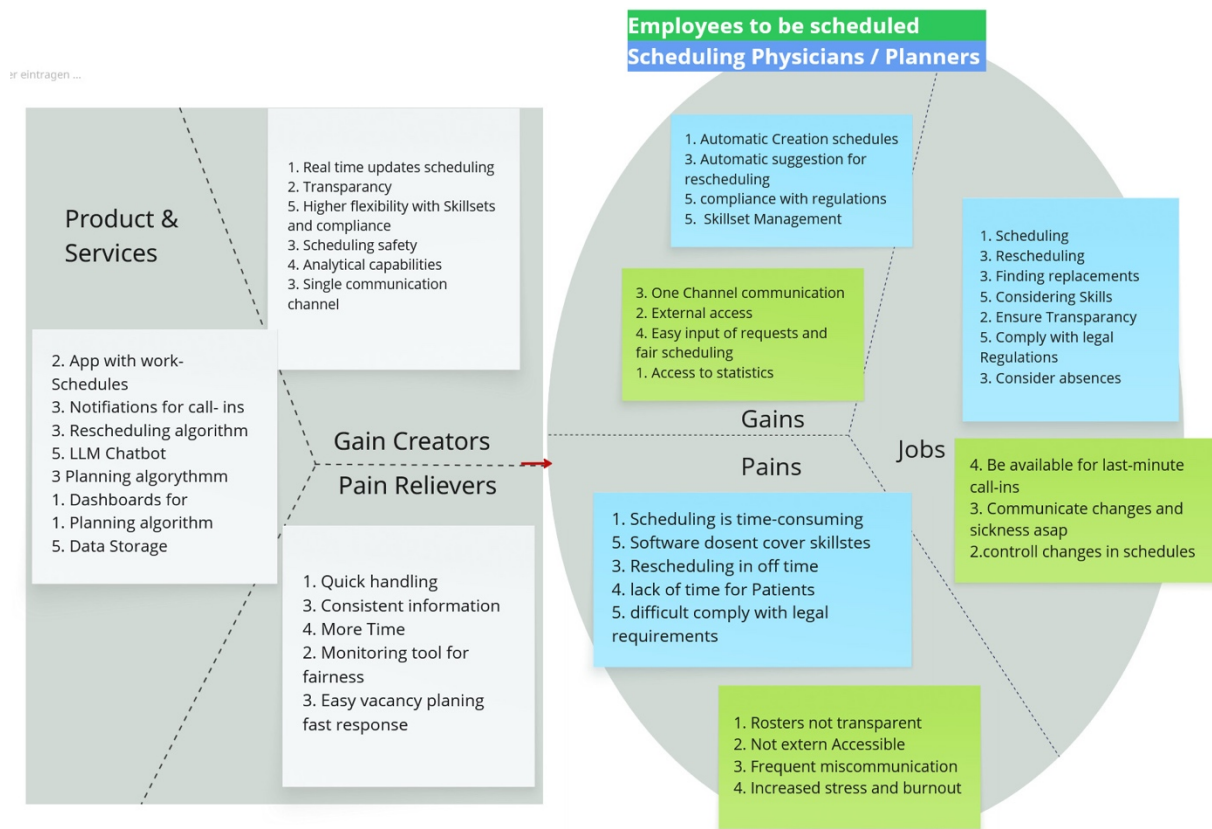 Employees to be scheduled
Scheduling Physicians / Planners
er eintragen ...
Product &
Services
1. Real time updates scheduling
2. Transparancy
5. Higher flexibility with Skillsets
and compliance
3. Scheduling safety
4. Analytical capabilities
3. Single communication
channel
2. App with work-
Schedules
3. Notifiations for call- ins
3. Rescheduling algorithm
5. LLM Chatbot
3 Planning algorythmm
1. Dashboards for
1. Planning algorithm
5. Data Storage
Gain Creators
Pain Relievers
1. Quick handling
3. Consistent information
4. More Time
2. Monitoring tool for
fairness
3. Easy vacancy planing
fast response
1. Automatic Creation schedules
3. Automatic suggestion for
rescheduling
5. compliance with regulations
5. Skillset Management
3. One Channel communication
2. External access
4. Easy input of requests and
fair scheduling
1. Access to statistics
Gains
Pains
Jobs
1. Scheduling
3. Rescheduling
3. Finding replacements
5. Considering Skills
2. Ensure Transparancy
5. Comply with legal
Regulations
3. Consider absences
4. Be available for last-minute
call-ins
3. Communicate changes and
sickness asap
2.controll changes in schedules
1. Scheduling is time-consuming
5. Software dosent cover skillstes
3. Rescheduling in off time
4. lack of time for Patients
5. difficult comply with legal
requirements
1. Rosters not transparent
2. Not extern Accessible
3. Frequent miscommunication
4. Increased stress and burnout